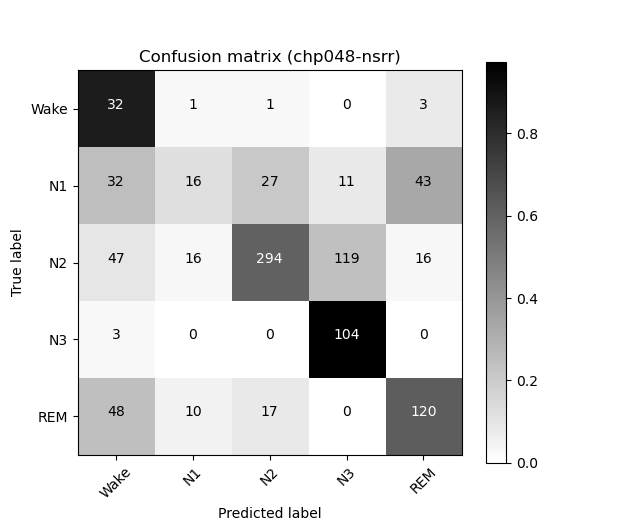 Confusion matrix (chp048-nsrr)
Wake 32 1 1 0 3
N1 32 16 27 11 43
N2 47 16 294 119 16
N3 3 0 0 104 0
REM 48 10 17 0 120
Wake N1 N2 N3 REM
Predicted label
True label
0.8
0.6
0.4
0.2
0.0